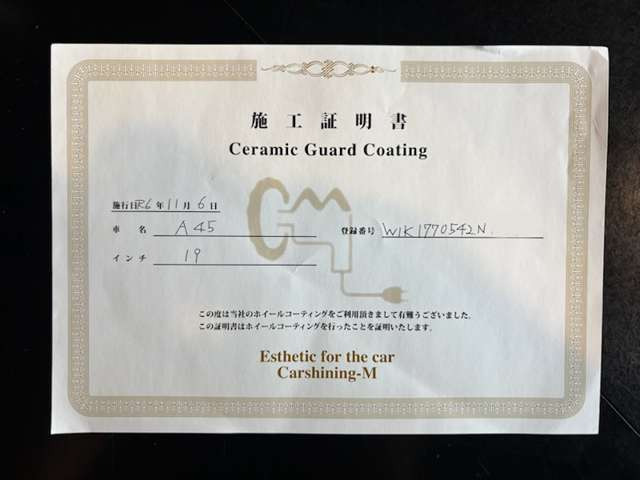 施工証明書
Ceramic Guard Coating
施行日 R6年 11月 6日
車名 A45 登録番号 W1K1770542N
インチ 19
この度は当社のホイールコーティングをご利用頂きまして有難うございました。
この証明書はホイールコーティングを行ったことを証明いたします。
Esthetic for the car
Carshining-M